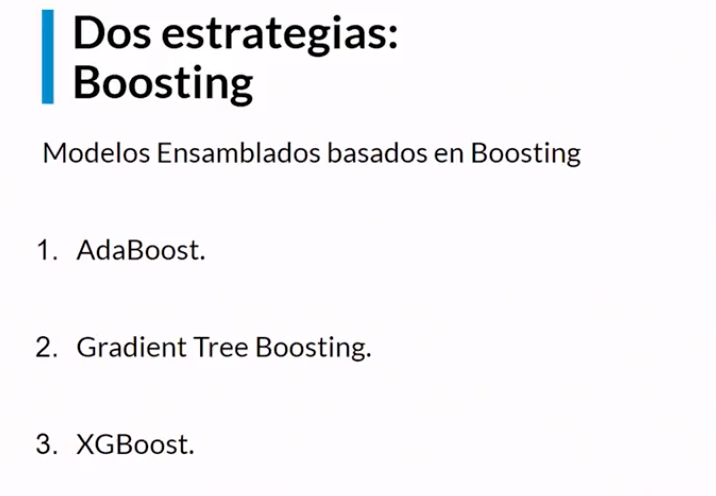 Dos estrategias:
Boosting
Modelos Ensamblados basados en Boosting
1. AdaBoost.
2. Gradient Tree Boosting.
3. XGBoost.